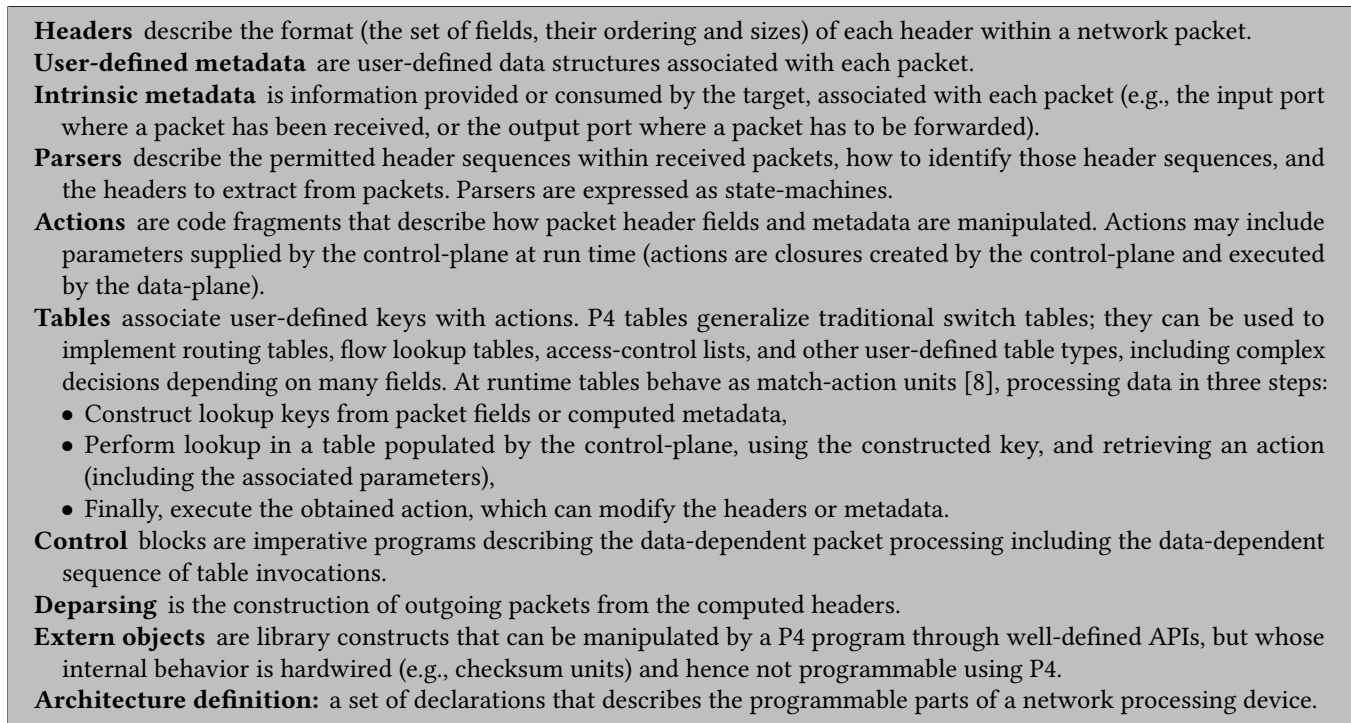 Headers describe the format (the set of fields, their ordering and sizes) of each header within a network packet.
User-defined metadata are user-defined data structures associated with each packet.
Intrinsic metadata is information provided or consumed by the target, associated with each packet (e.g., the input port
where a packet has been received, or the output port where a packet has to be forwarded).
Parsers describe the permitted header sequences within received packets, how to identify those header sequences, and
the headers to extract from packets. Parsers are expressed as state-machines.
Actions are code fragments that describe how packet header fields and metadata are manipulated. Actions may include
parameters supplied by the control-plane at run time (actions are closures created by the control-plane and executed
by the data-plane).
Tables associate user-defined keys with actions. P4 tables generalize traditional switch tables; they can be used to
implement routing tables, flow lookup tables, access-control lists, and other user-defined table types, including complex
decisions depending on many fields. At runtime tables behave as match-action units [8], processing data in three steps:
• Construct lookup keys from packet fields or computed metadata,
• Perform lookup in a table populated by the control-plane, using the constructed key, and retrieving an action
(including the associated parameters),
• Finally, execute the obtained action, which can modify the headers or metadata.
Control blocks are imperative programs describing the data-dependent packet processing including the data-dependent
sequence of table invocations.
Deparsing is the construction of outgoing packets from the computed headers.
Extern objects are library constructs that can be manipulated by a P4 program through well-defined APIs, but whose
internal behavior is hardwired (e.g., checksum units) and hence not programmable using P4.
Architecture definition: a set of declarations that describes the programmable parts of a network processing device.